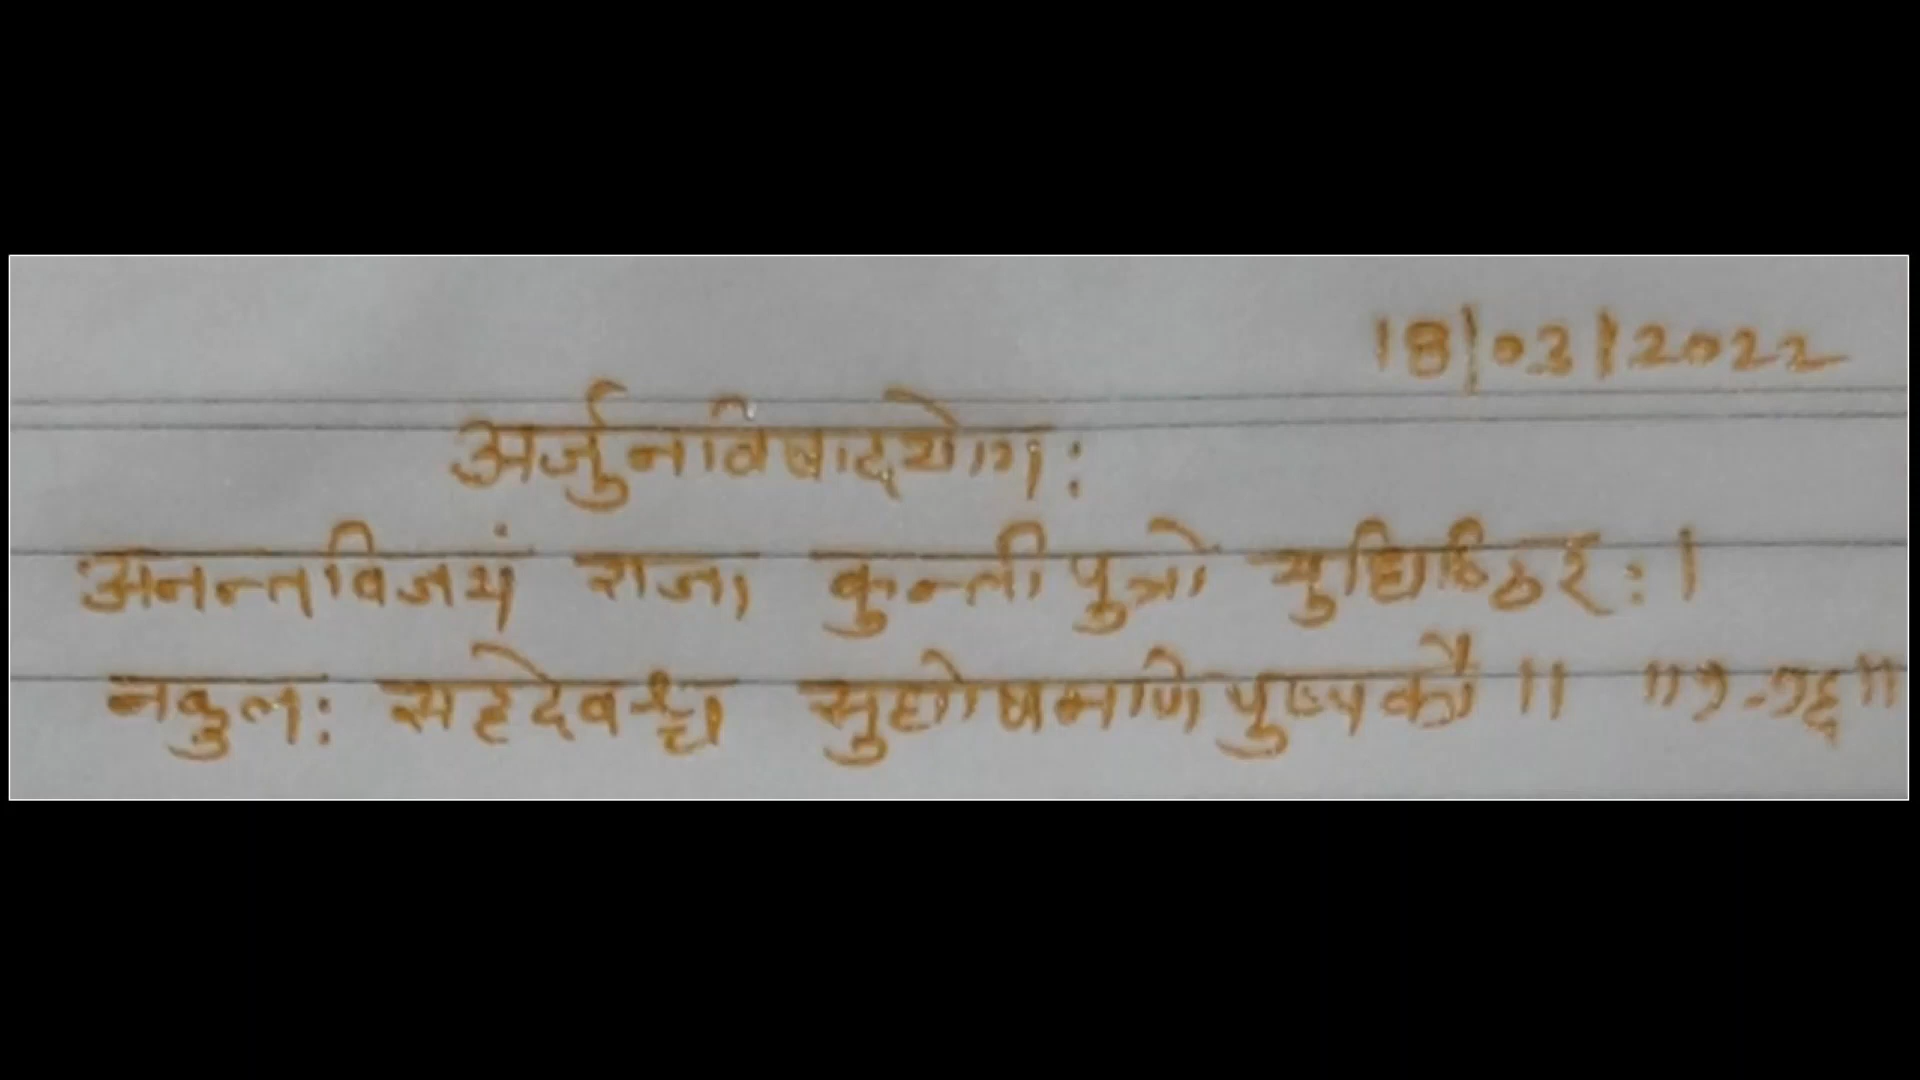 18/03/2022
अर्जुनविषादयोगः
अनन्तविजयं राजा कुन्तीपुत्रो युधिष्ठिरः।
नकुलः सहदेवश्च सुघोषमणिपुष्पकौ॥ ॥१-१६॥